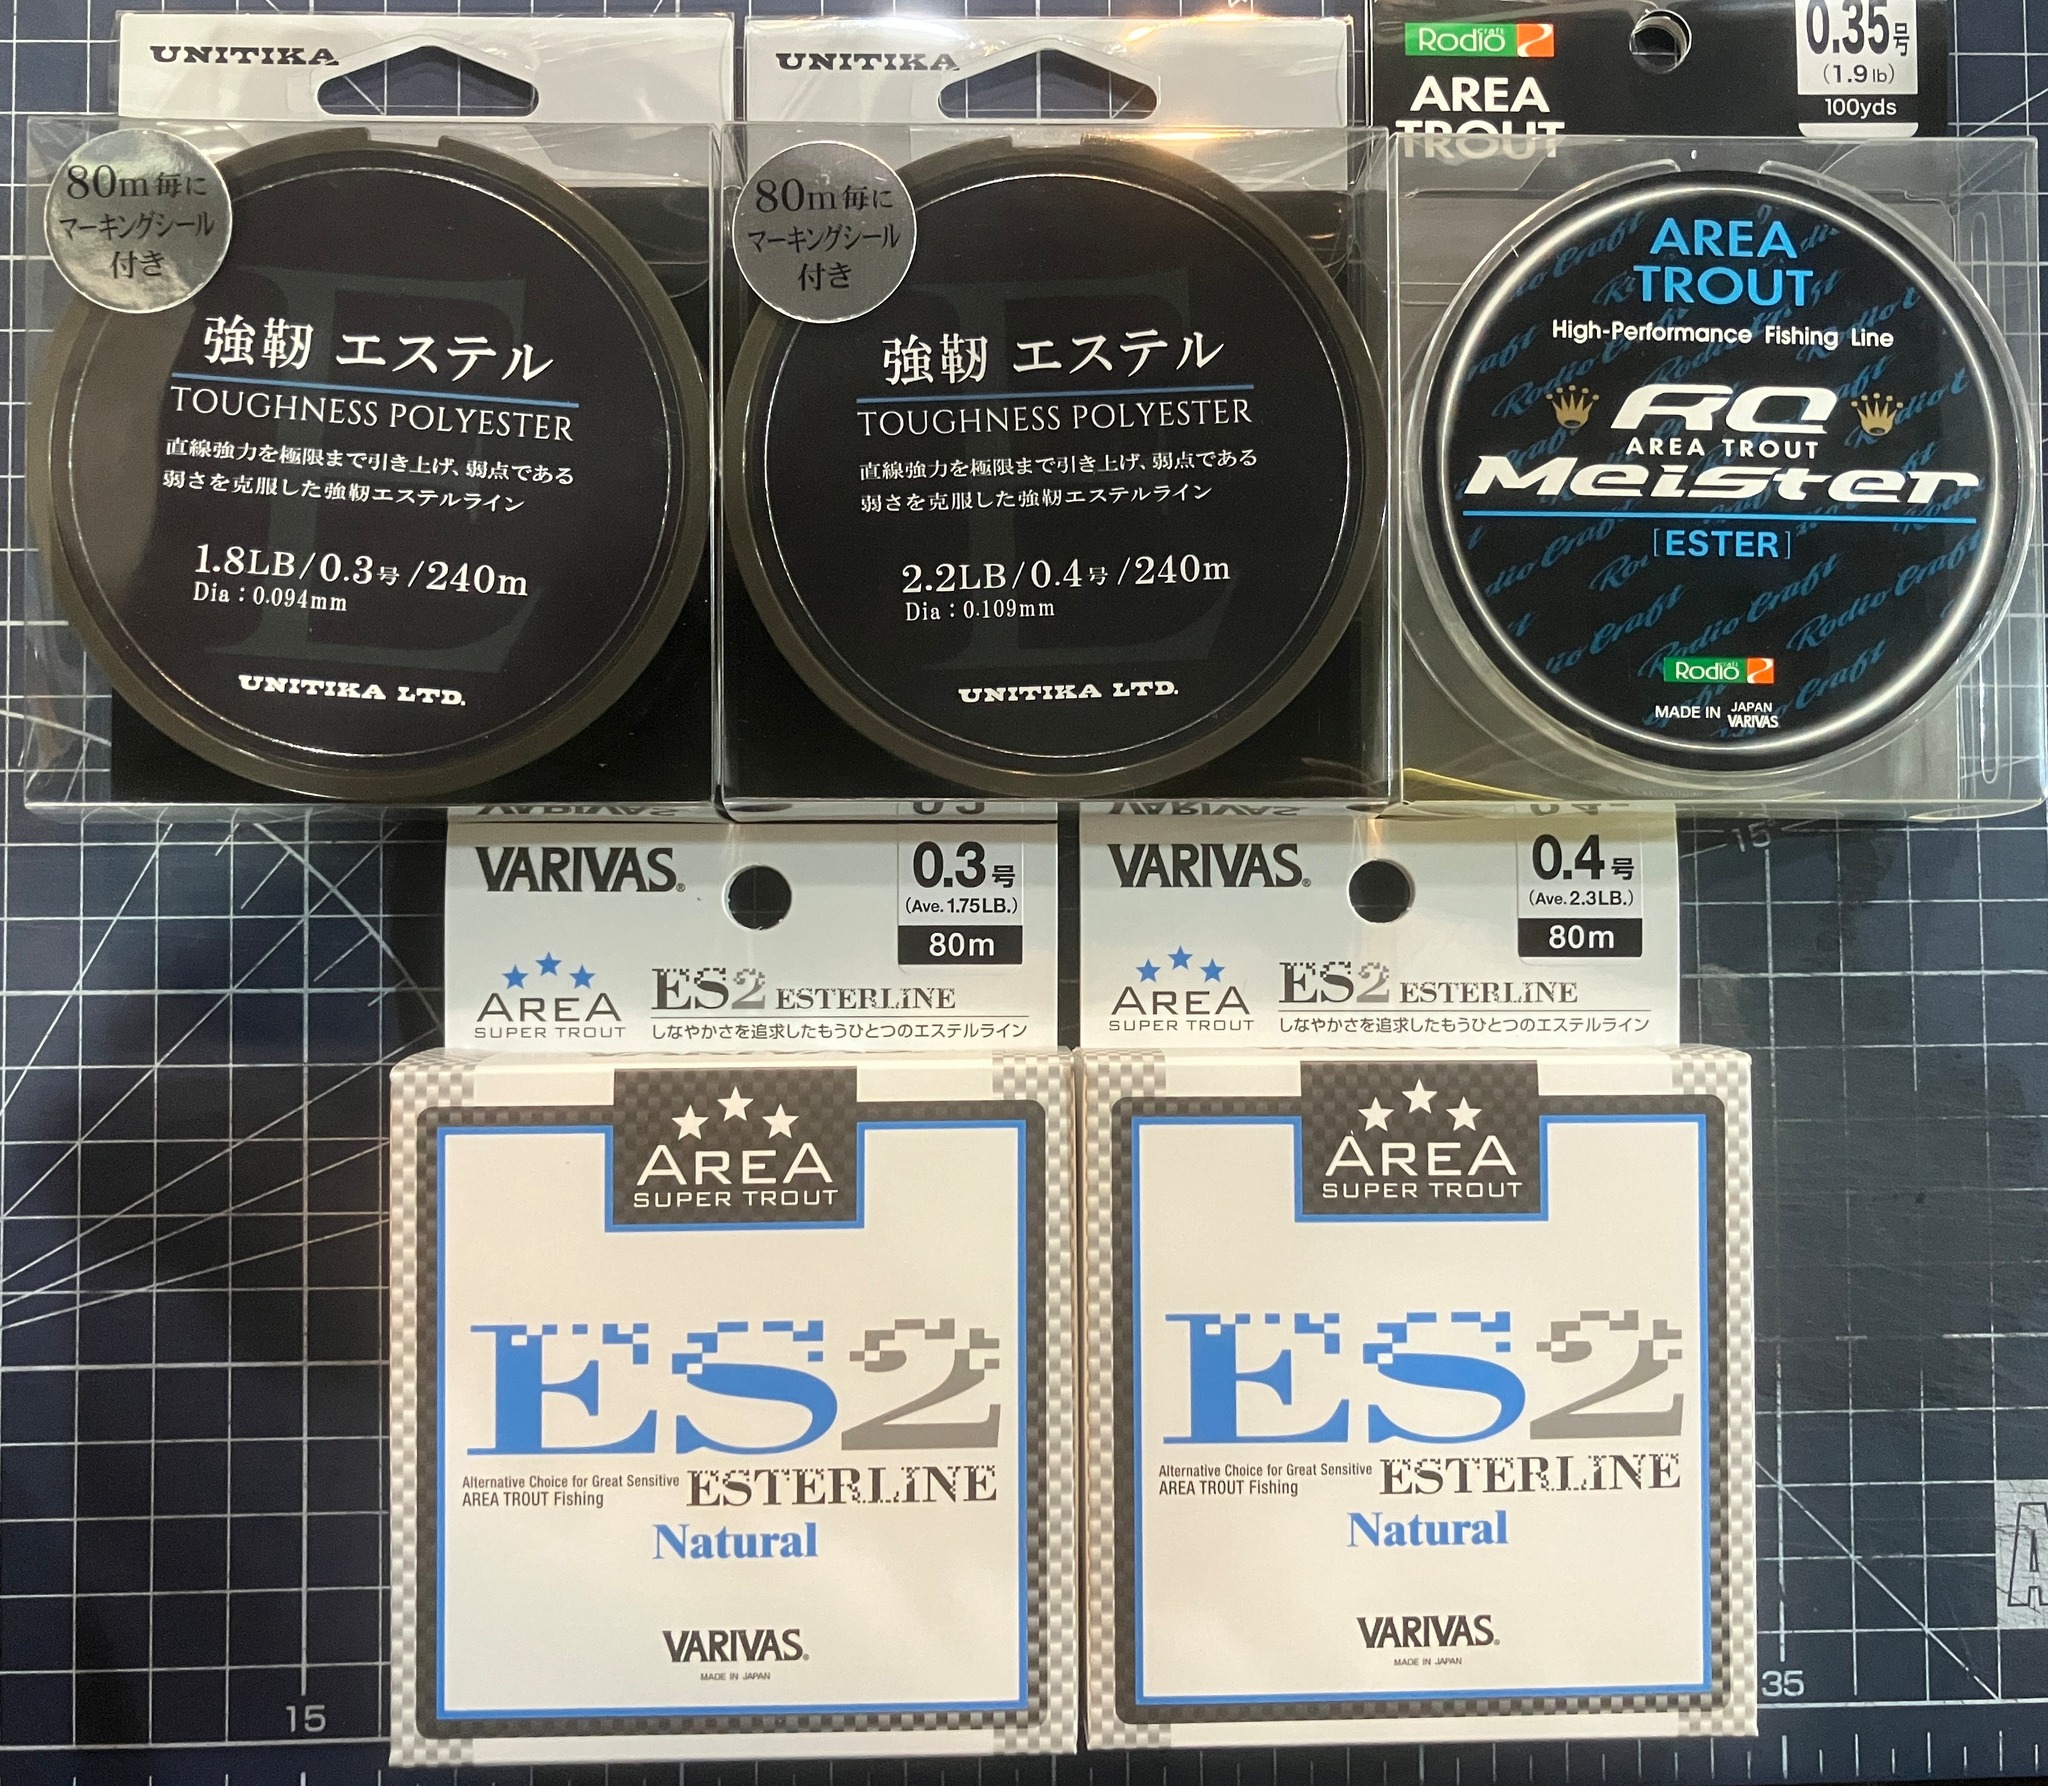 UNITIKA
80m毎に
マーキングシール
付き
強靭 エステル
TOUGHNESS POLYESTER
直線強力を極限まで引き上げ、弱点である
弱さを克服した強靭エステルライン
1.8LB/0.3号/240m
Dia：0.094mm
UNITIKA LTD.
UNITIKA
80m毎に
マーキングシール
付き
強靭 エステル
TOUGHNESS POLYESTER
直線強力を極限まで引き上げ、弱点である
弱さを克服した強靭エステルライン
2.2LB/0.4号/240m
Dia：0.109mm
UNITIKA LTD.
Rodio craft
AREA
TROUT
0.35号
(1.9lb)
100yds
AREA
TROUT
High-Performance Fishing Line
RC
AREA TROUT
Meister
[ESTER]
Rodio craft
MADE IN JAPAN
VARIVAS
VARIVAS®
0.3号
(Ave.1.75LB.)
80m
AREA
SUPER TROUT
ES2 ESTERLINE
しなやかさを追求したもうひとつのエステルライン
AREA
SUPER TROUT
ES2
Alternative Choice for Great Sensitive
AREA TROUT Fishing
ESTERLINE
Natural
VARIVAS®
MADE IN JAPAN
VARIVAS®
0.4号
(Ave.2.3LB.)
80m
AREA
SUPER TROUT
ES2 ESTERLINE
しなやかさを追求したもうひとつのエステルライン
AREA
SUPER TROUT
ES2
Alternative Choice for Great Sensitive
AREA TROUT Fishing
ESTERLINE
Natural
VARIVAS®
MADE IN JAPAN
15
15
35
A